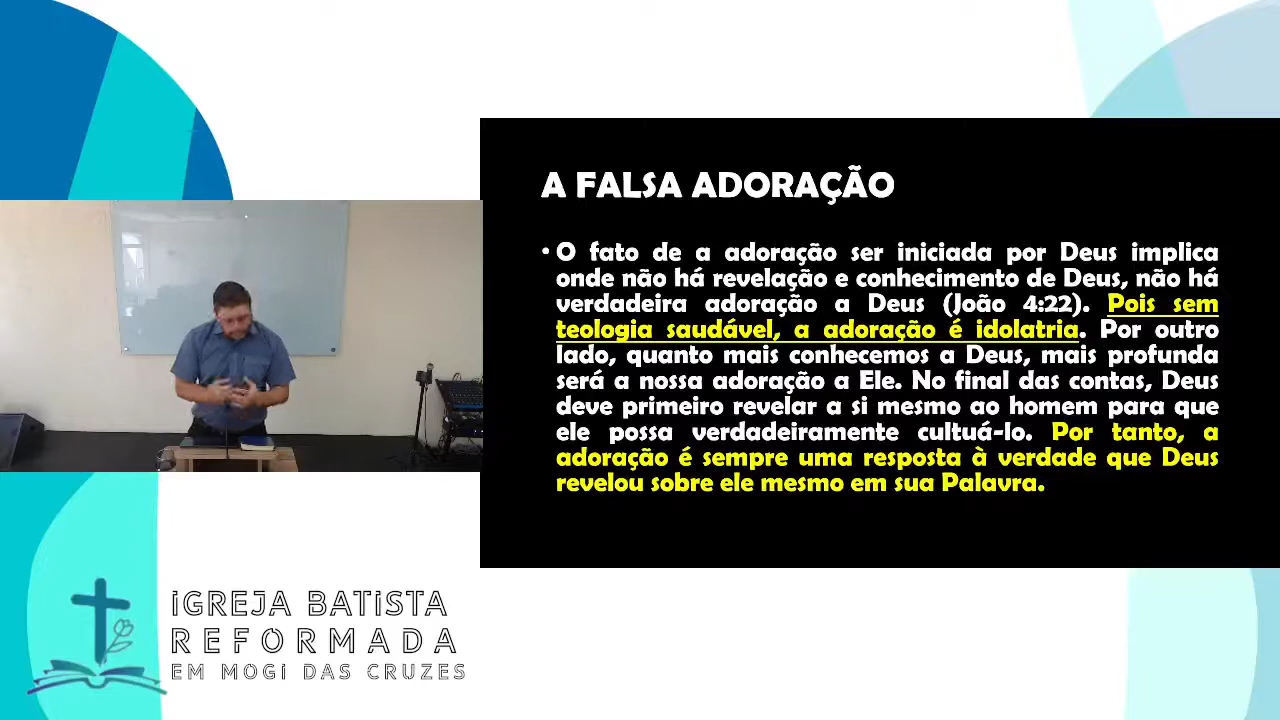 A FALSA ADORAÇÃO
• O fato de a adoração ser iniciada por Deus implica
onde não há revelação e conhecimento de Deus, não há
verdadeira adoração a Deus (João 4:22). Pois sem
teologia saudável, a adoração é idolatria. Por outro
lado, quanto mais conhecemos a Deus, mais profunda
será a nossa adoração a Ele. No final das contas, Deus
deve primeiro revelar a si mesmo ao homem para que
ele possa verdadeiramente cultuá-lo. Por tanto, a
adoração é sempre uma resposta à verdade que Deus
revelou sobre ele mesmo em sua Palavra.
iGREJA BATiSTA
REFORMADA
EM MOGi DAS CRUZES